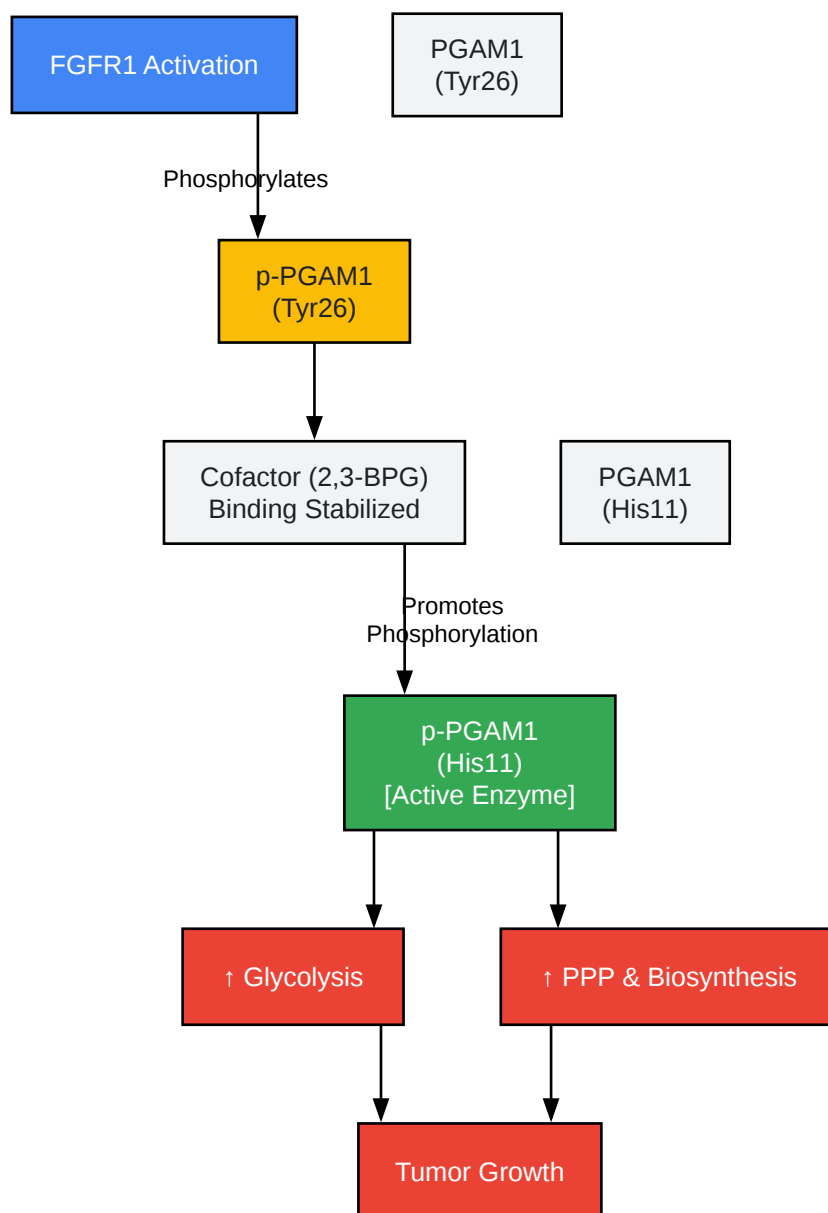 FGFR1 Activation
PGAM1
(Tyr26)
Phosphorylates
p-PGAM1
(Tyr26)
Cofactor (2,3-BPG)
Binding Stabilized
PGAM1
(His11)
Promotes
Phosphorylation
p-PGAM1
(His11)
[Active Enzyme]
↑ Glycolysis
↑ PPP & Biosynthesis
Tumor Growth